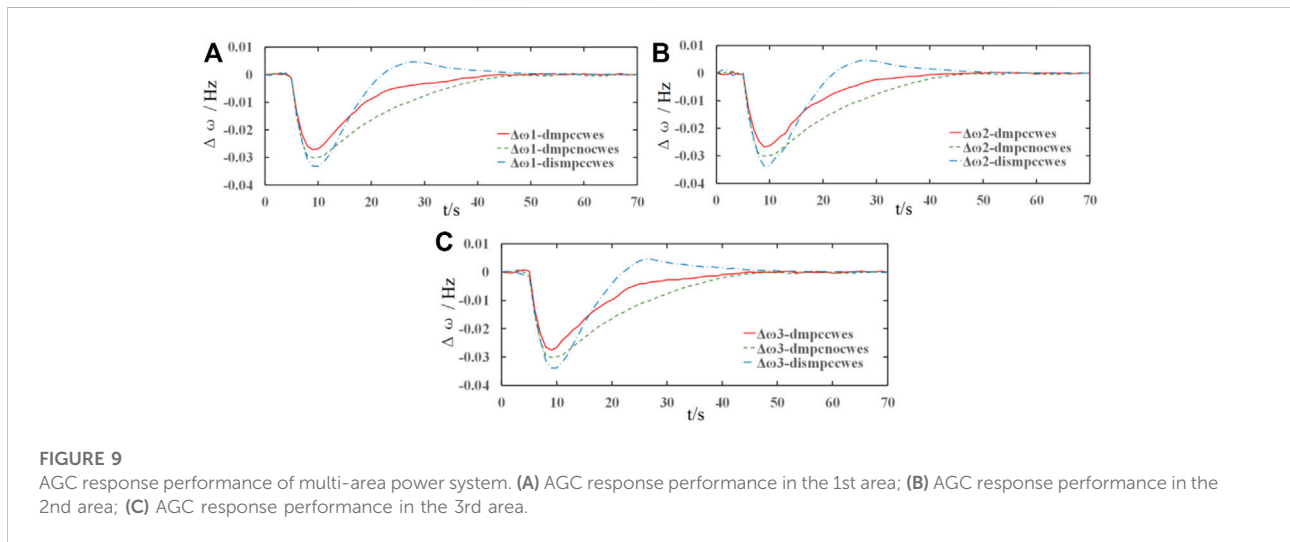 A
0.01
0
-0.01
-0.02
-0.03
-0.04
Δ ω / Hz
Δω1-dmpccwes
Δω1-dmpcnocwes
Δω1-dismpccwes
0 10 20 30 40 50 60 70
t/s
B
0.01
0
-0.01
-0.02
-0.03
-0.04
Δ ω / Hz
Δω2-dmpccwes
Δω2-dmpcnocwes
Δω2-dismpccwes
0 10 20 30 40 50 60 70
t/s
C
0.01
0
-0.01
-0.02
-0.03
-0.04
Δ ω / Hz
Δω3-dmpccwes
Δω3-dmpcnocwes
Δω3-dismpccwes
0 10 20 30 40 50 60 70
t/s
FIGURE 9
AGC response performance of multi-area power system. (A) AGC response performance in the 1st area; (B) AGC response performance in the
2nd area; (C) AGC response performance in the 3rd area.